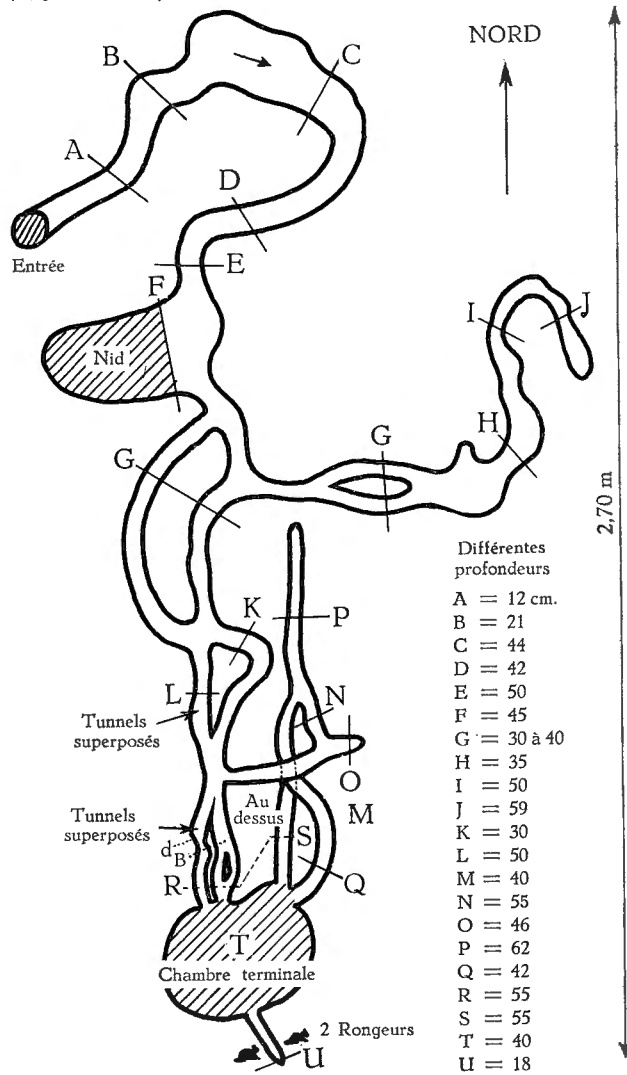 NORD
B
C
A
D
Entrée
E
F
Nid
I
J
H
G
G
2,70 m
Différentes
profondeurs
A = 12 cm.
B = 21
C = 44
D = 42
E = 50
F = 45
G = 30 à 40
H = 35
I = 50
J = 59
K = 30
L = 50
M = 40
N = 55
O = 46
P = 62
Q = 42
R = 55
S = 55
T = 40
U = 18
K
P
L
N
Tunnels
superposés
O
Au
dessus
M
Tunnels
superposés
d
B
S
R
Q
T
Chambre terminale
2 Rongeurs
U